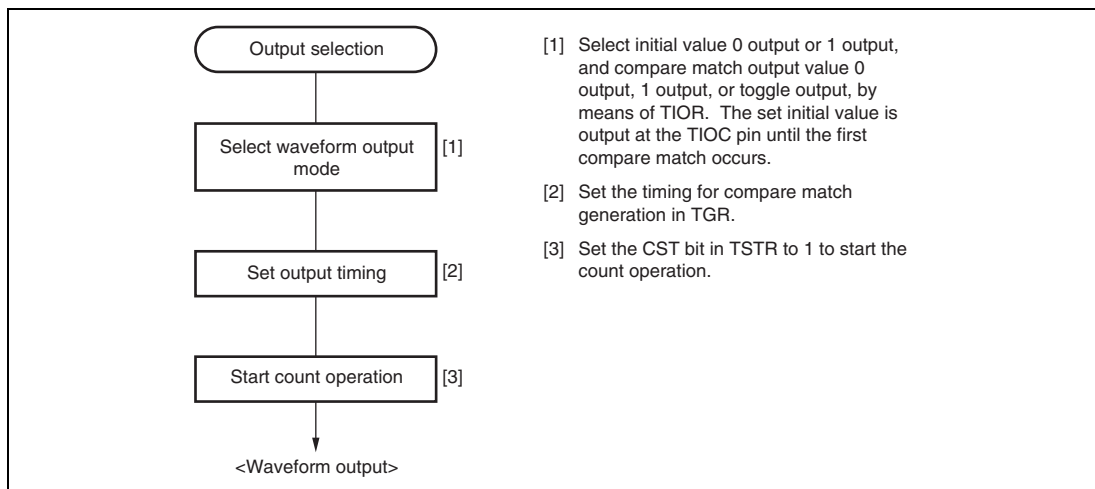 Output selection
Select waveform output
mode
[1]
Set output timing
[2]
Start count operation
[3]
<Waveform output>
[1] Select initial value 0 output or 1 output,
and compare match output value 0
output, 1 output, or toggle output, by
means of TIOR. The set initial value is
output at the TIOC pin until the first
compare match occurs.
[2] Set the timing for compare match
generation in TGR.
[3] Set the CST bit in TSTR to 1 to start the
count operation.